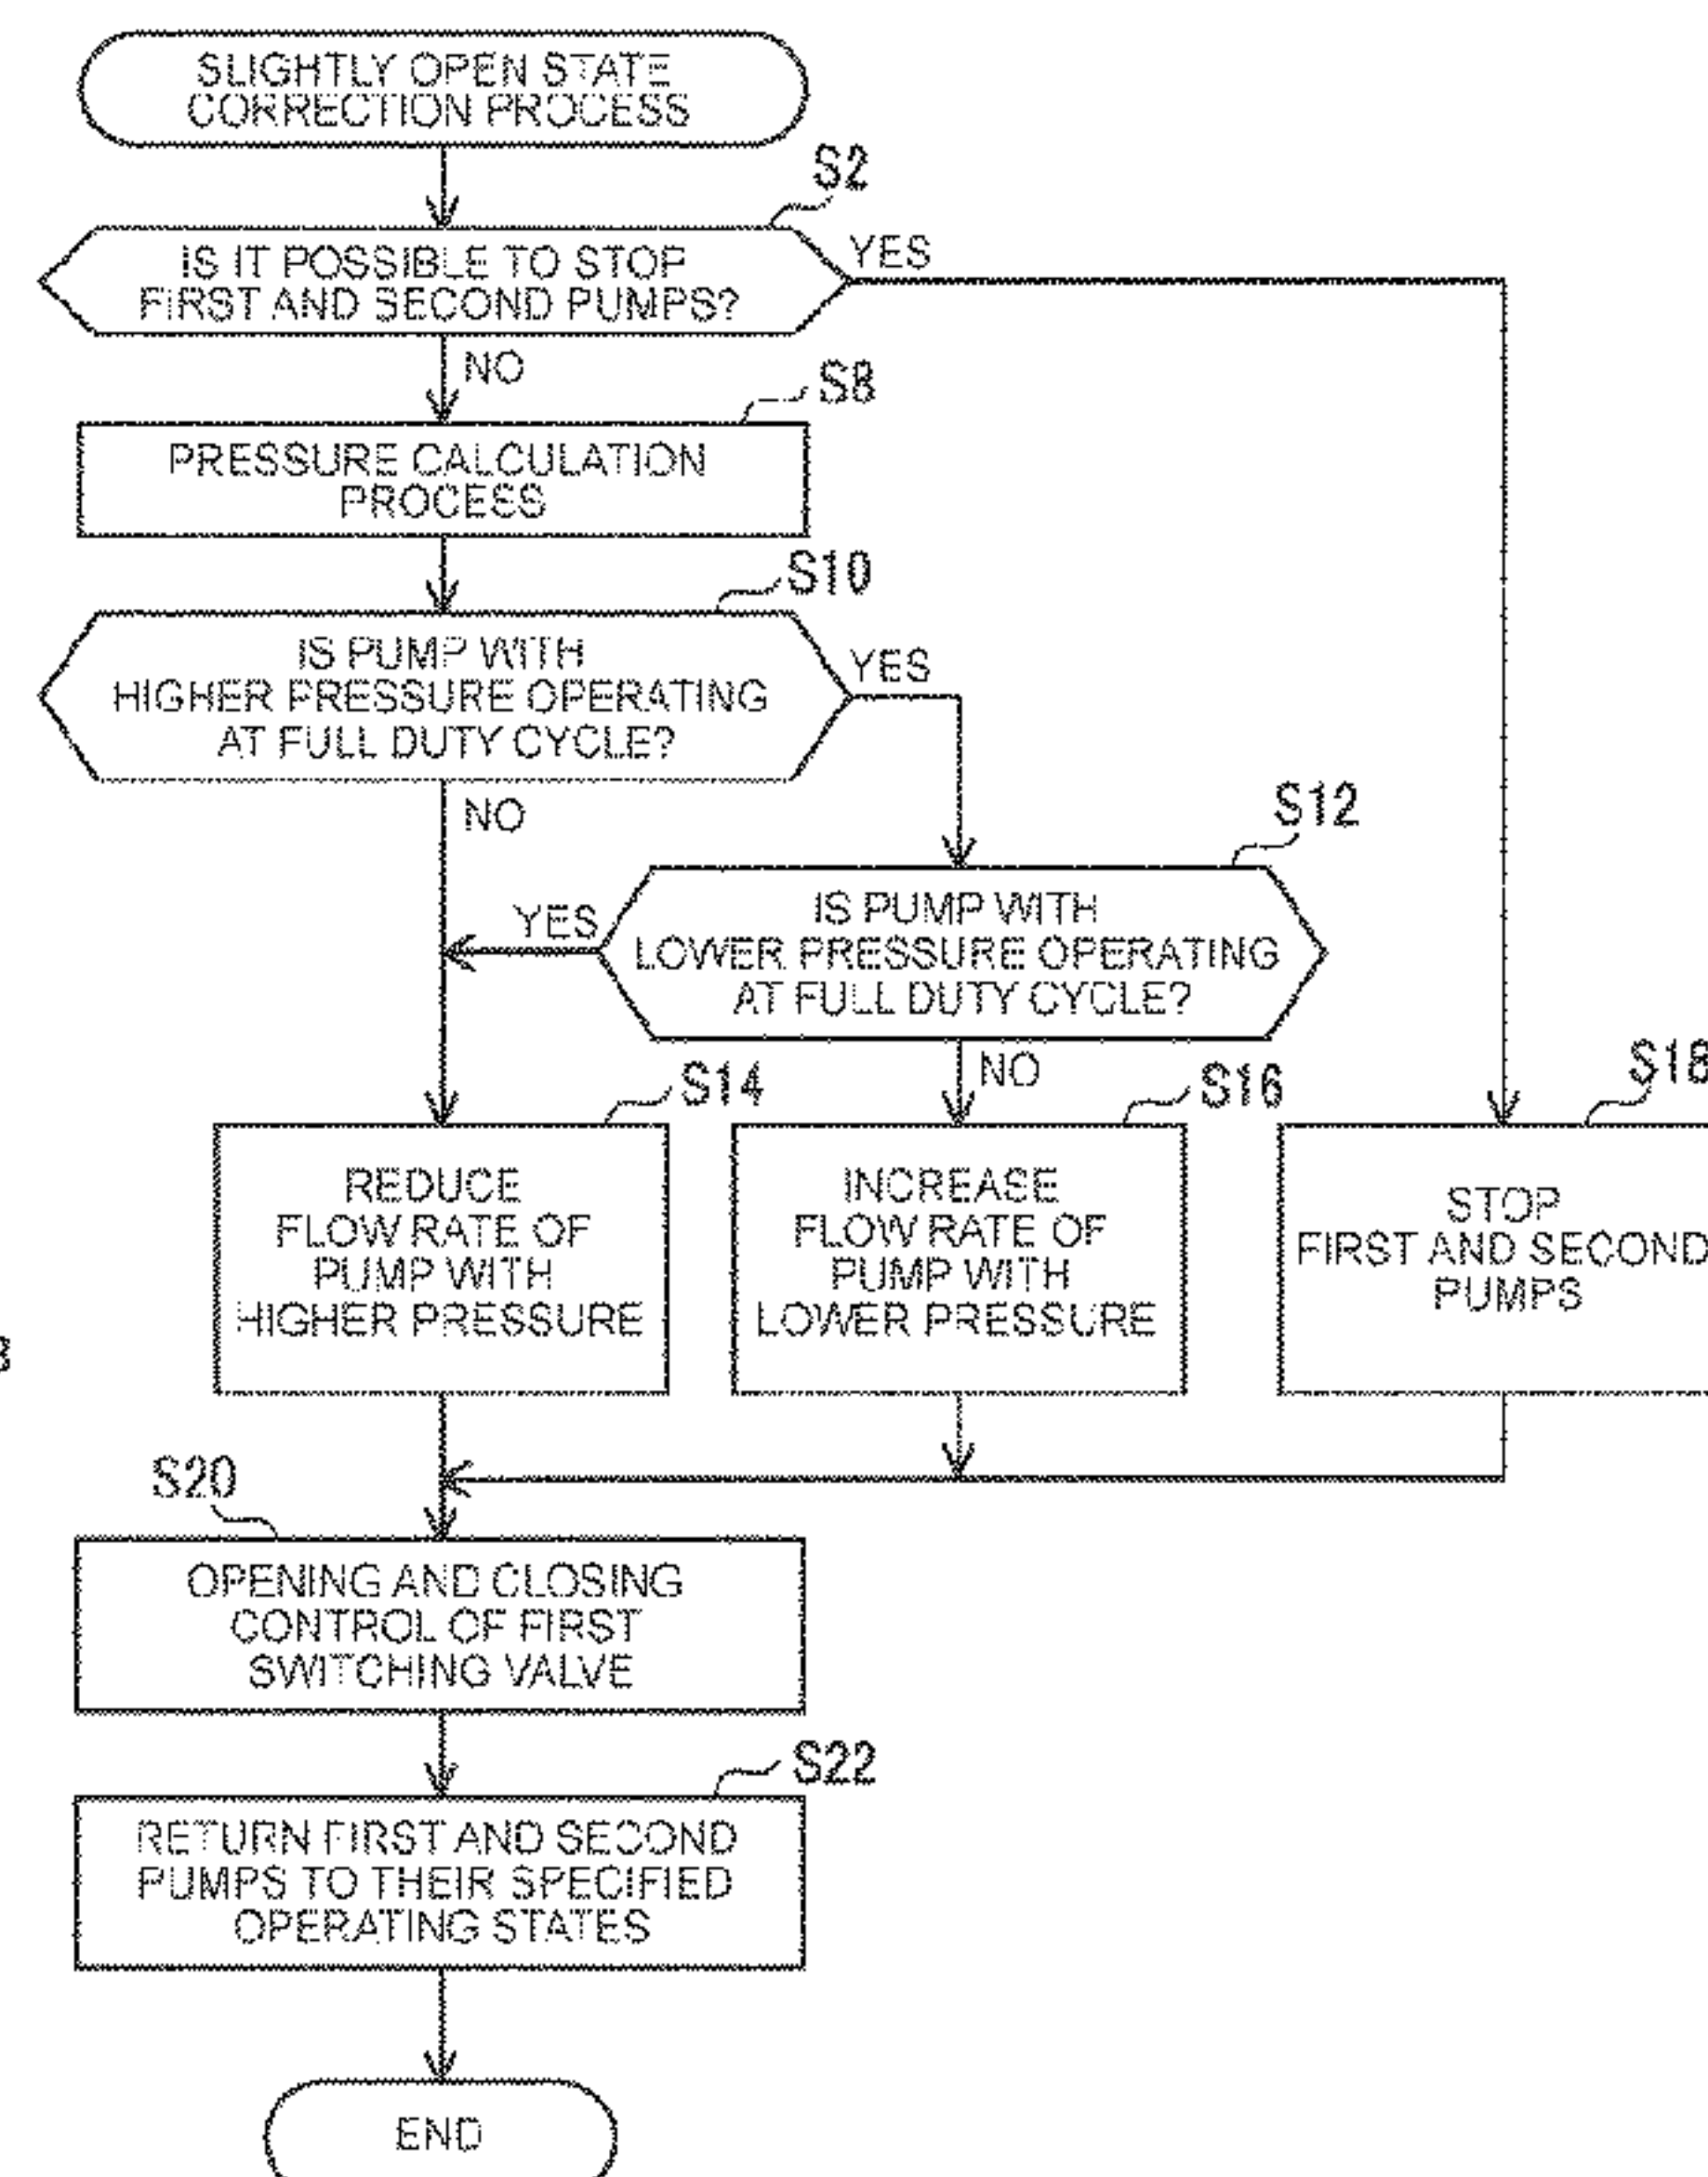 SLIGHTLY OPEN STATE
CORRECTION PROCESS
S2
IS IT POSSIBLE TO STOP
FIRST AND SECOND PUMPS?
YES
NO
S8
PRESSURE CALCULATION
PROCESS
S10
IS PUMP WITH
HIGHER PRESSURE OPERATING
AT FULL DUTY CYCLE?
YES
NO
S12
IS PUMP WITH
LOWER PRESSURE OPERATING
AT FULL DUTY CYCLE?
YES
NO
S14
REDUCE
FLOW RATE OF
PUMP WITH
HIGHER PRESSURE
S16
INCREASE
FLOW RATE OF
PUMP WITH
LOWER PRESSURE
S18
STOP
FIRST AND SECOND
PUMPS
S20
OPENING AND CLOSING
CONTROL OF FIRST
SWITCHING VALVE
S22
RETURN FIRST AND SECOND
PUMPS TO THEIR SPECIFIED
OPERATING STATES
END